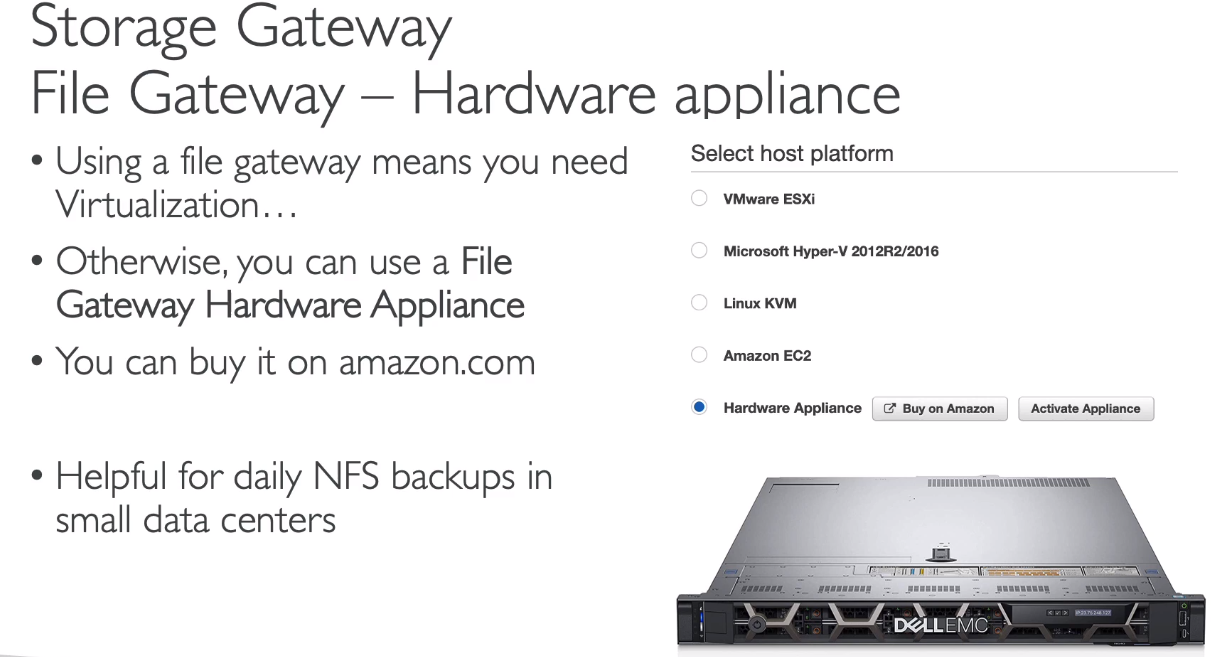 Storage Gateway
File Gateway – Hardware appliance
• Using a file gateway means you need
Virtualization…
• Otherwise, you can use a File
Gateway Hardware Appliance
• You can buy it on amazon.com
• Helpful for daily NFS backups in
small data centers
Select host platform
VMware ESXi
Microsoft Hyper-V 2012R2/2016
Linux KVM
Amazon EC2
Hardware Appliance Buy on Amazon Activate Appliance
DELLEMC